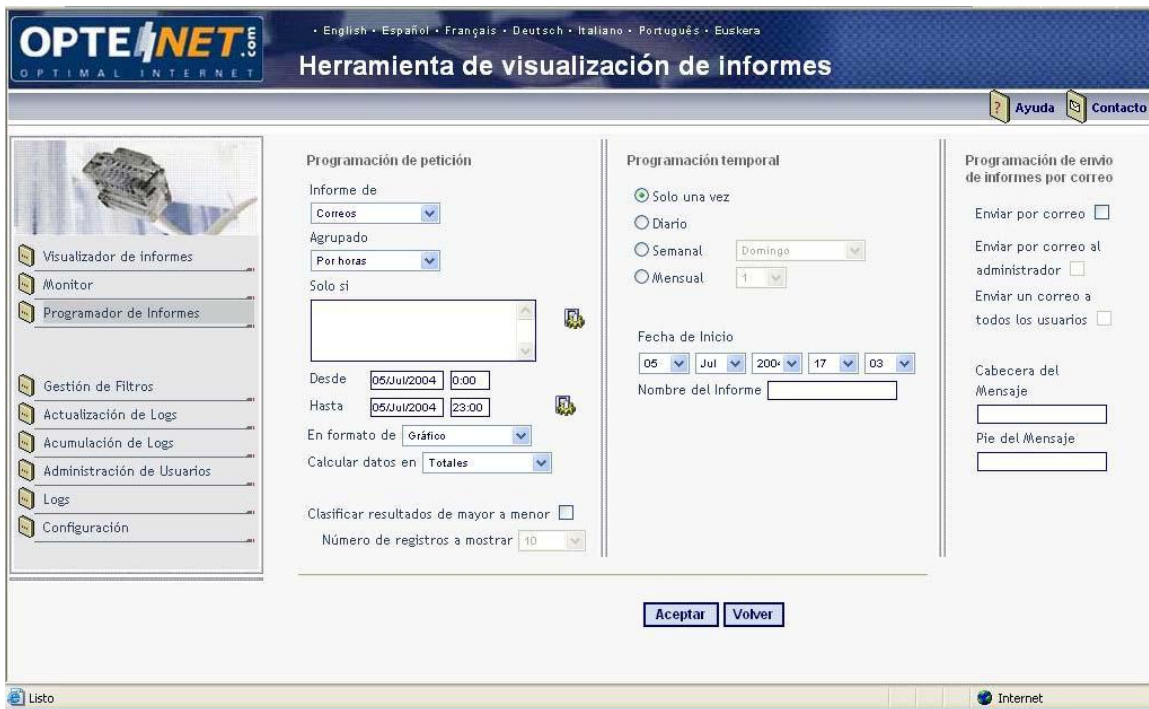 OPTENET.com
OPTIMAL INTERNET
• English • Español • Français • Deutsch • Italiano • Português • Euskera
Herramienta de visualización de informes
? Ayuda Contacto
Visualizador de informes
Monitor
Programador de Informes
Gestión de Filtros
Actualización de Logs
Acumulación de Logs
Administración de Usuarios
Logs
Configuración
Programación de petición
Informe de
Correos
Agrupado
Por horas
Solo si
Desde 05/Jul/2004 0:00
Hasta 05/Jul/2004 23:00
En formato de Gráfico
Calcular datos en Totales
Clasificar resultados de mayor a menor
Número de registros a mostrar 10
Programación temporal
Solo una vez
Diario
Semanal Domingo
Mensual 1
Fecha de Inicio
05 Jul 200 17 03
Nombre del Informe
Programación de envio
de informes por correo
Enviar por correo
Enviar por correo al
administrador
Enviar un correo a
todos los usuarios
Cabecera del
Mensaje
Pie del Mensaje
Aceptar Volver
Listo Internet